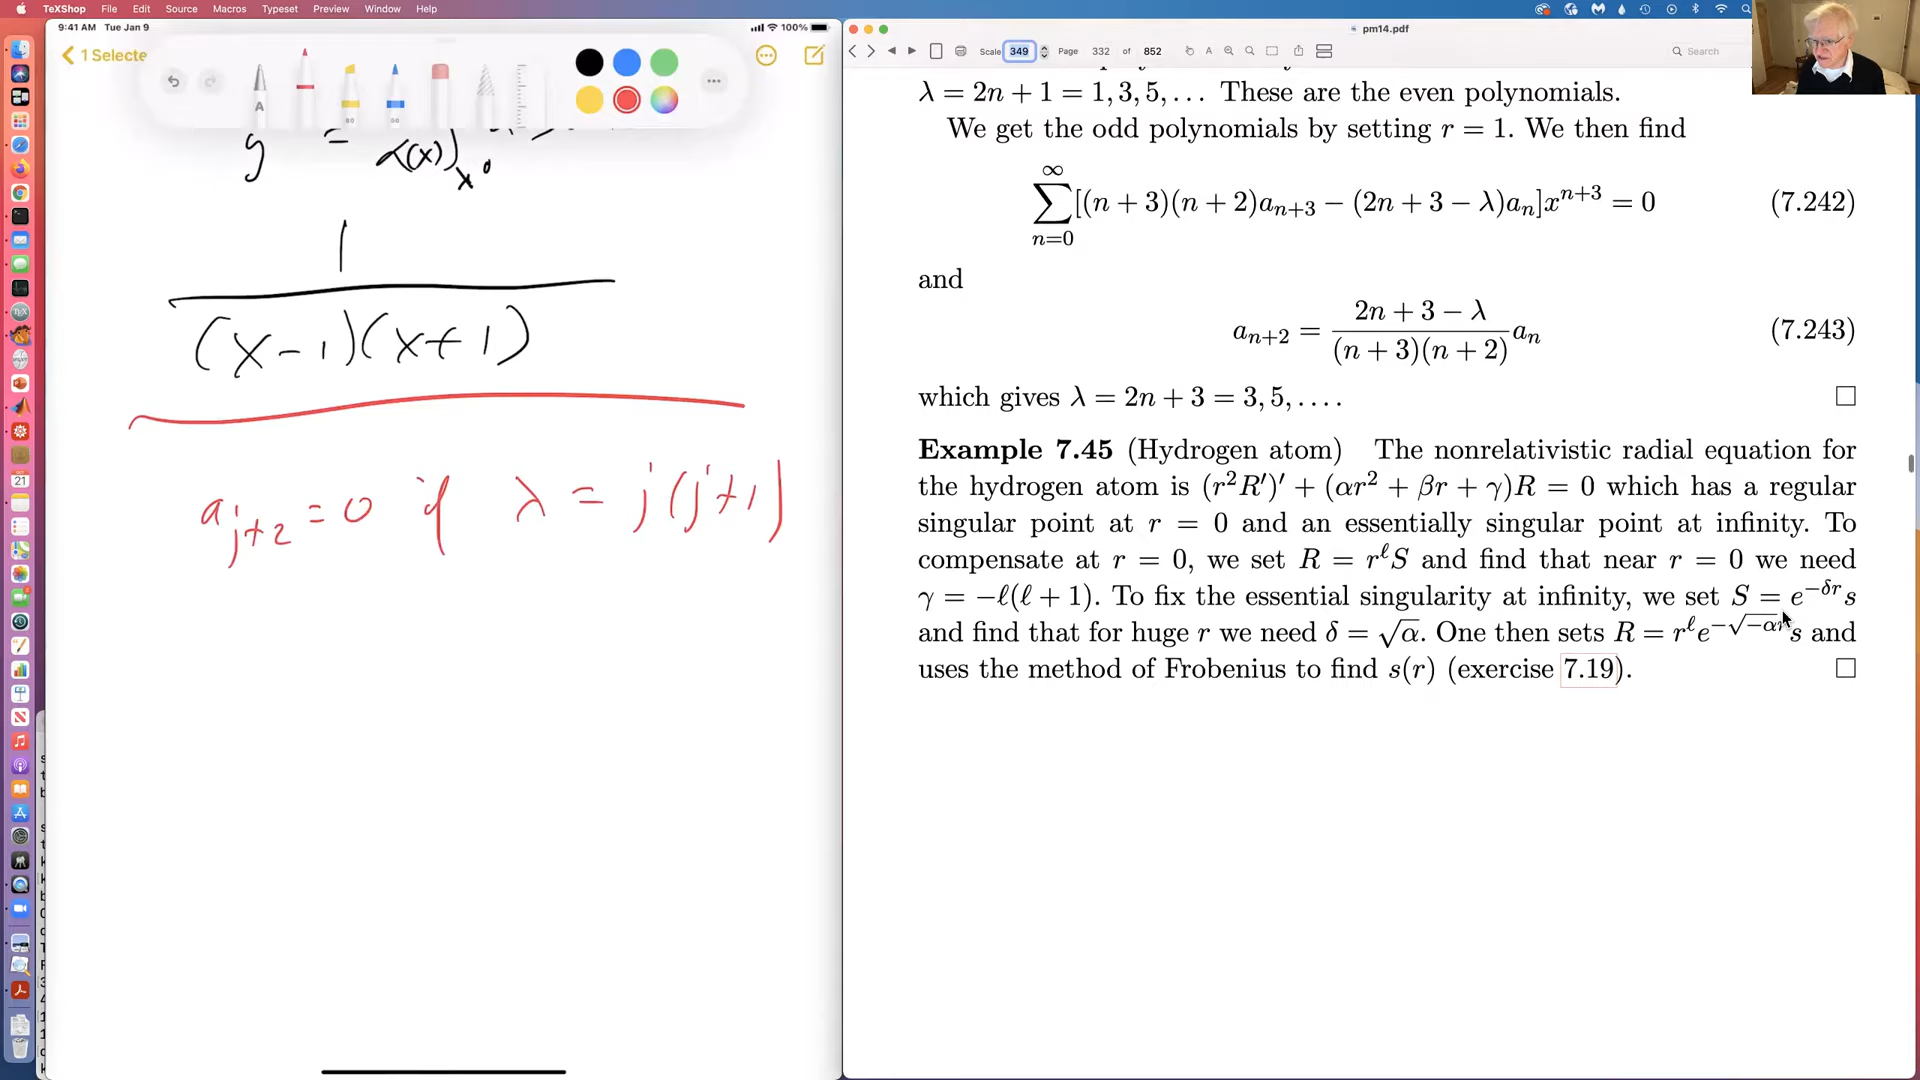 TeXShop File Edit Source Macros Typeset Preview Window Help
9:41 AM Tue Jan 9
100%
1 Selecte
(x-1)(x+1)
1
a_{j+2} = 0 if λ = j(j+1)
pm14.pdf
Scale 349 Page 332 of 852
Search
λ = 2n + 1 = 1, 3, 5, . . . These are the even polynomials.
We get the odd polynomials by setting r = 1. We then find
∞
∑[(n + 3)(n + 2)a_{n+3} − (2n + 3 − λ)a_n]x^{n+3} = 0 (7.242)
n=0
and
a_{n+2} = \frac{2n + 3 − λ}{(n + 3)(n + 2)} a_n (7.243)
which gives λ = 2n + 3 = 3, 5, . . . . □
Example 7.45 (Hydrogen atom) The nonrelativistic radial equation for
the hydrogen atom is (r²R′)′ + (αr² + βr + γ)R = 0 which has a regular
singular point at r = 0 and an essentially singular point at infinity. To
compensate at r = 0, we set R = r^ℓS and find that near r = 0 we need
γ = −ℓ(ℓ + 1). To fix the essential singularity at infinity, we set S = e^{−δr}s
and find that for huge r we need δ = √α. One then sets R = r^ℓe^{−√−αr}s and
uses the method of Frobenius to find s(r) (exercise 7.19). □